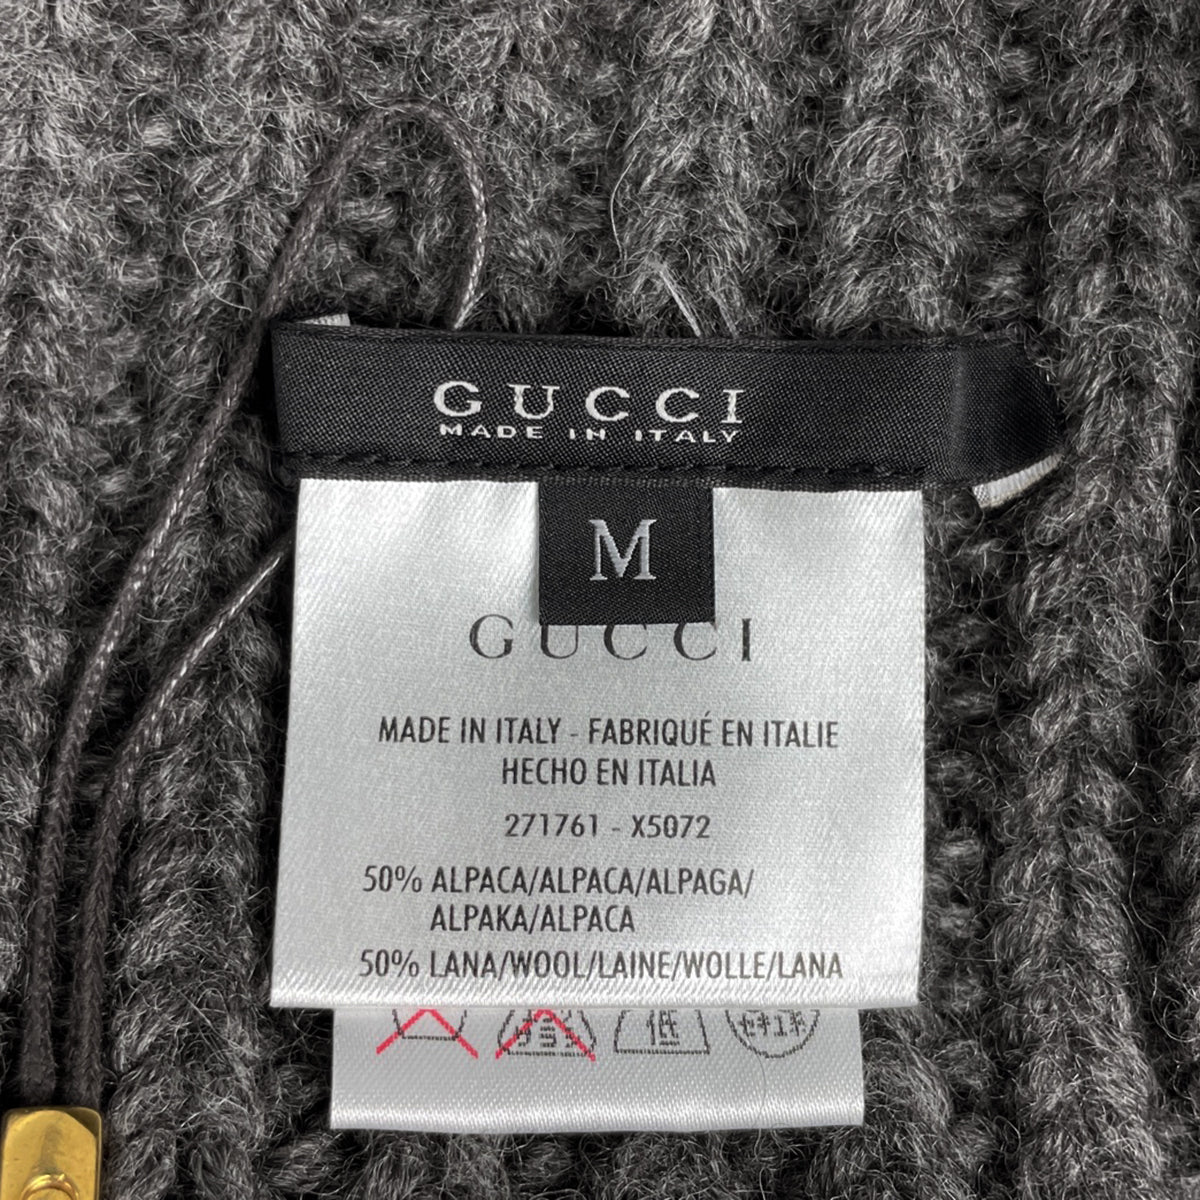 GUCCI
MADE IN ITALY
M
GUCCI
MADE IN ITALY - FABRIQUÉ EN ITALIE
HECHO EN ITALIA
271761 - X5072
50% ALPACA/ALPACA/ALPAGA/
ALPAKA/ALPACA
50% LANA/WOOL/LAINE/WOLLE/LANA
低